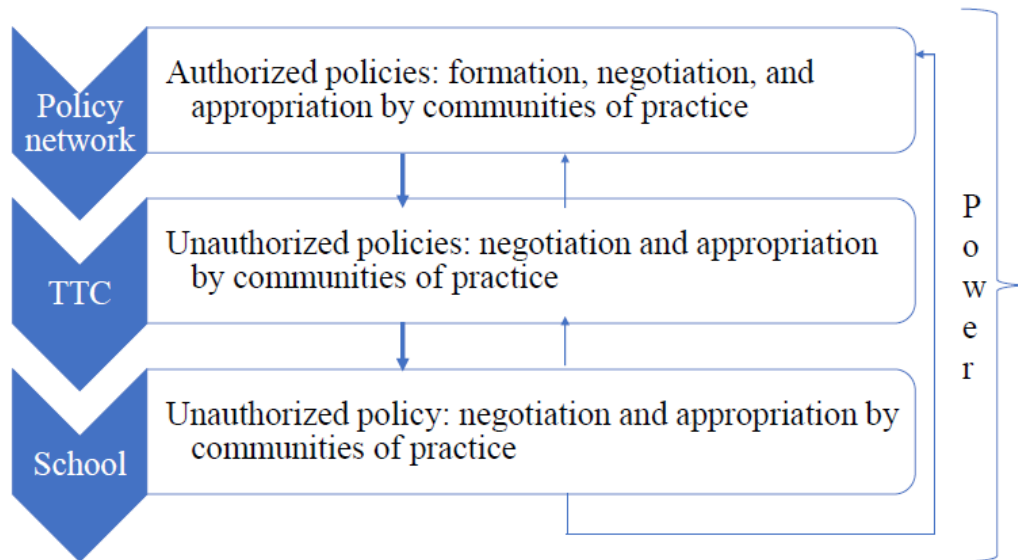 Policy
network
Authorized policies: formation, negotiation, and
appropriation by communities of practice
TTC
Unauthorized policies: negotiation and appropriation
by communities of practice
School
Unauthorized policy: negotiation and appropriation by
communities of practice
Power